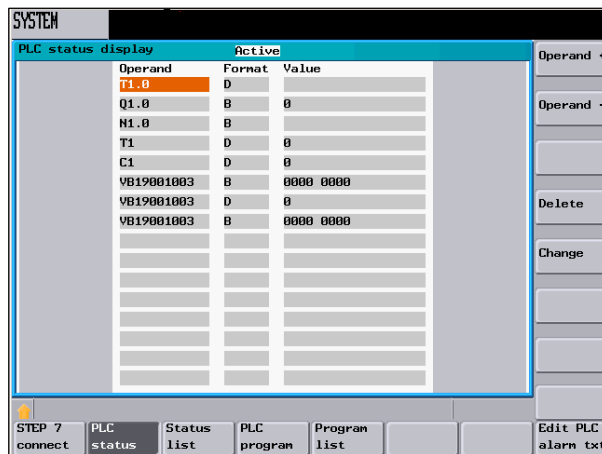 SYSTEM
PLC status display Active
Operand Format Value
T1.0 D
Q1.0 B 0
N1.0 B
T1 D 0
C1 D 0
VB19001003 B 0000 0000
VB19001003 D 0
VB19001003 B 0000 0000
Operand
Operand
Delete
Change
STEP 7 connect
PLC status
Status list
PLC program
Program list
Edit PLC alarm txt